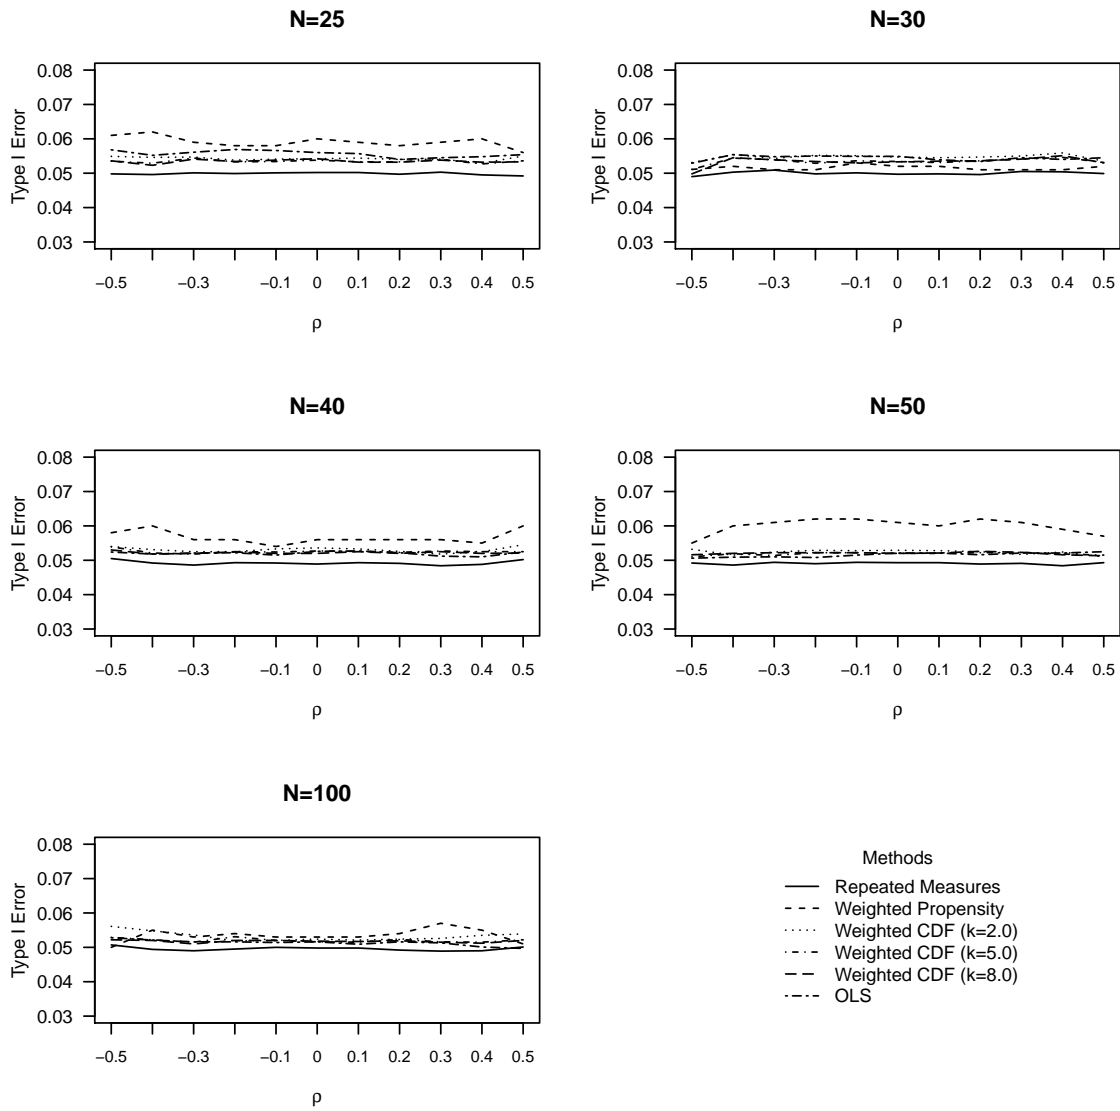 N=25
Type I Error
0.08
0.07
0.06
0.05
0.04
0.03
−0.5 −0.3 −0.1 0 0.1 0.2 0.3 0.4 0.5
ρ
N=30
Type I Error
0.08
0.07
0.06
0.05
0.04
0.03
−0.5 −0.3 −0.1 0 0.1 0.2 0.3 0.4 0.5
ρ
N=40
Type I Error
0.08
0.07
0.06
0.05
0.04
0.03
−0.5 −0.3 −0.1 0 0.1 0.2 0.3 0.4 0.5
ρ
N=50
Type I Error
0.08
0.07
0.06
0.05
0.04
0.03
−0.5 −0.3 −0.1 0 0.1 0.2 0.3 0.4 0.5
ρ
N=100
Type I Error
0.08
0.07
0.06
0.05
0.04
0.03
−0.5 −0.3 −0.1 0 0.1 0.2 0.3 0.4 0.5
ρ
Methods
Repeated Measures
Weighted Propensity
Weighted CDF (k=2.0)
Weighted CDF (k=5.0)
Weighted CDF (k=8.0)
OLS